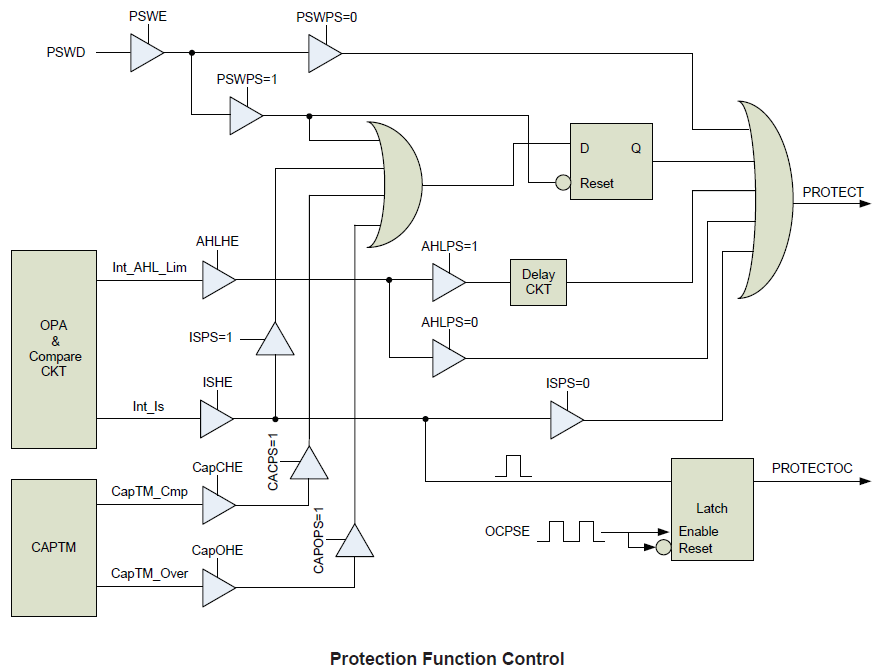 PSWE
PSWPS=0
PSWD
PSWPS=1
D
Q
Reset
PROTECT
AHLHE
AHLPS=1
Int_AHL_Lim
Delay
CKT
OPA
&
Compare
CKT
ISPS=1
AHLPS=0
ISHE
ISPS=0
Int_Is
CACPS=1
CapCHE
PROTECTOC
CapTM_Cmp
Latch
CAPOPS=1
OCPSE
Enable
Reset
CAPTM
CapOHE
CapTM_Over
Protection Function Control